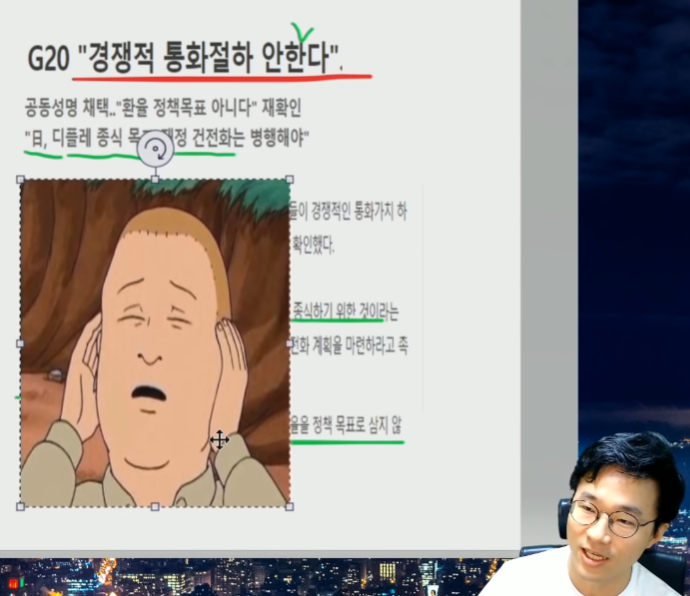 G20 "경쟁적 통화절하 안한다".
공동성명 채택.."환율 정책목표 아니다" 재확인
"日, 디플레 종식 건전화는 병행해야"
들이 경쟁적인 통화가치 하
확인했다.
종식하기 위한 것이라는
전화 계획을 마련하라고 촉
율을 정책 목표로 삼지 않